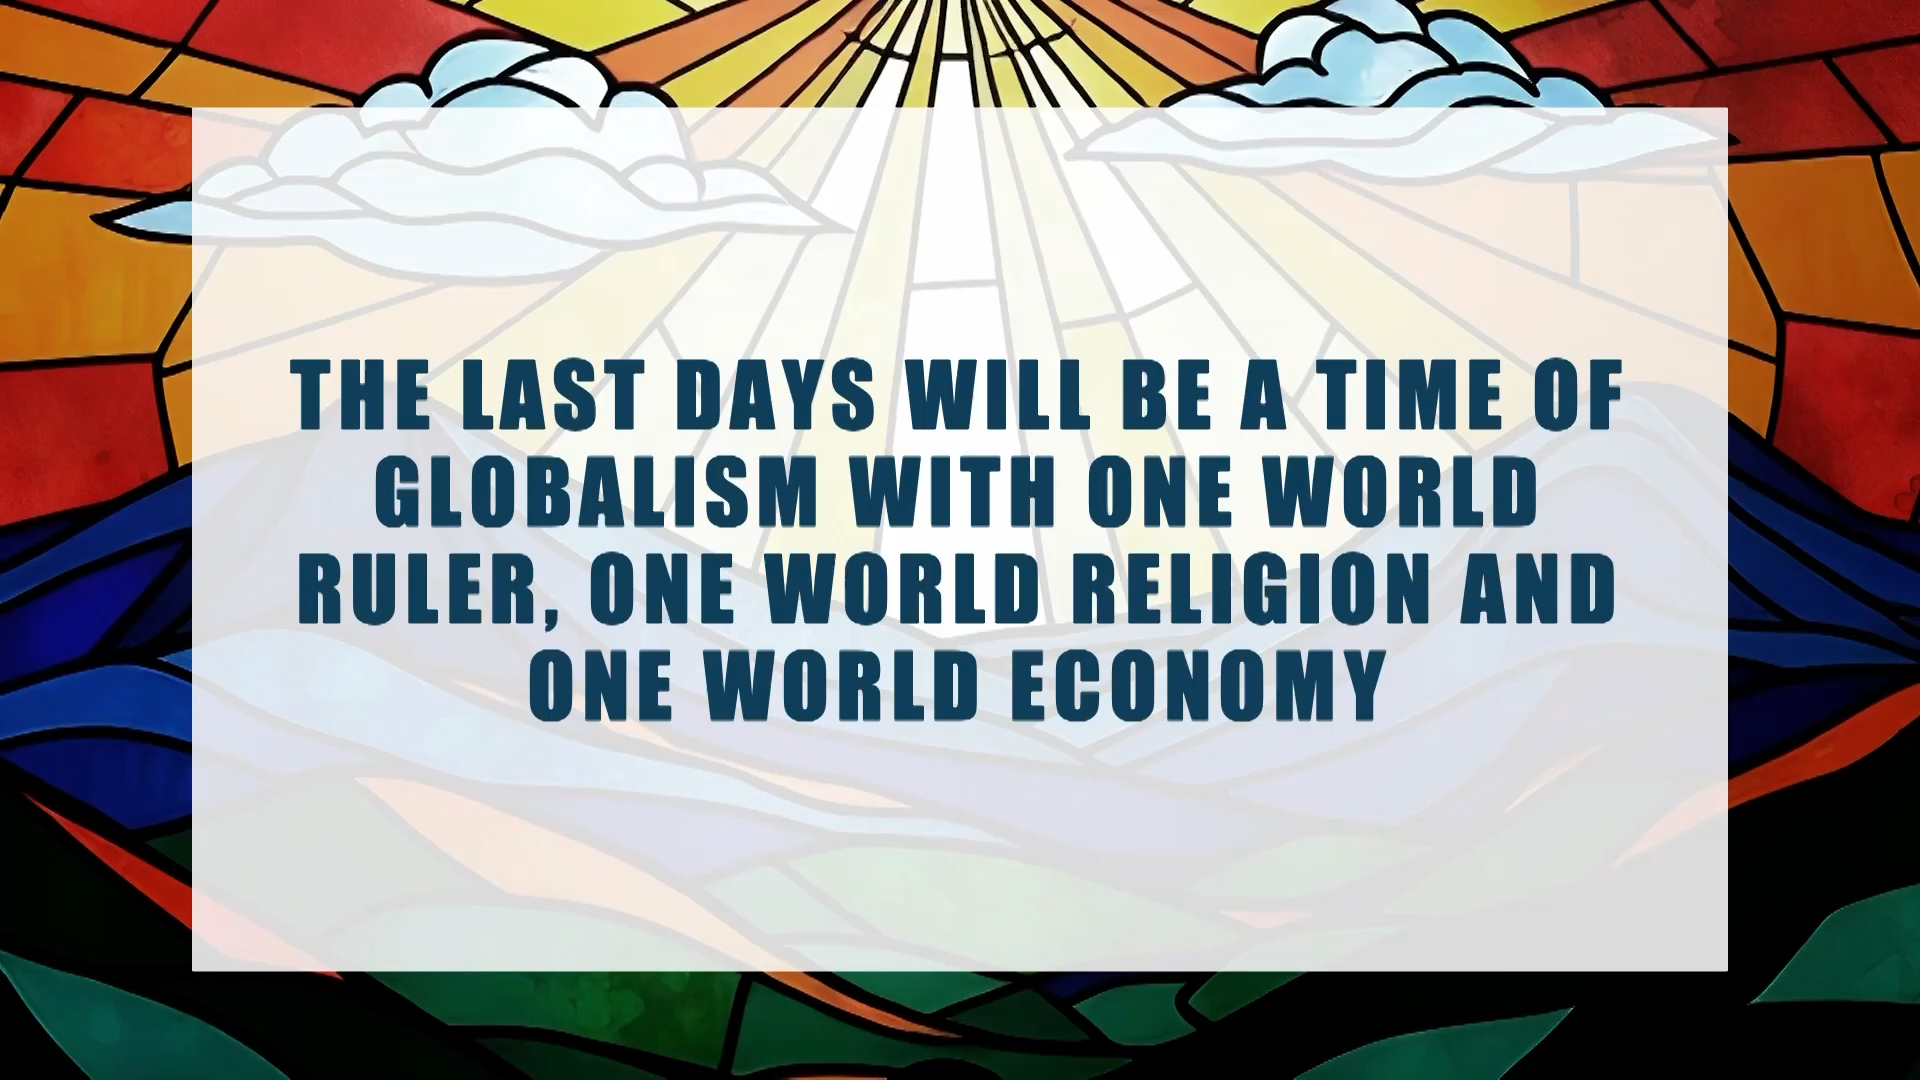 THE LAST DAYS WILL BE A TIME OF
GLOBALISM WITH ONE WORLD
RULER, ONE WORLD RELIGION AND
ONE WORLD ECONOMY